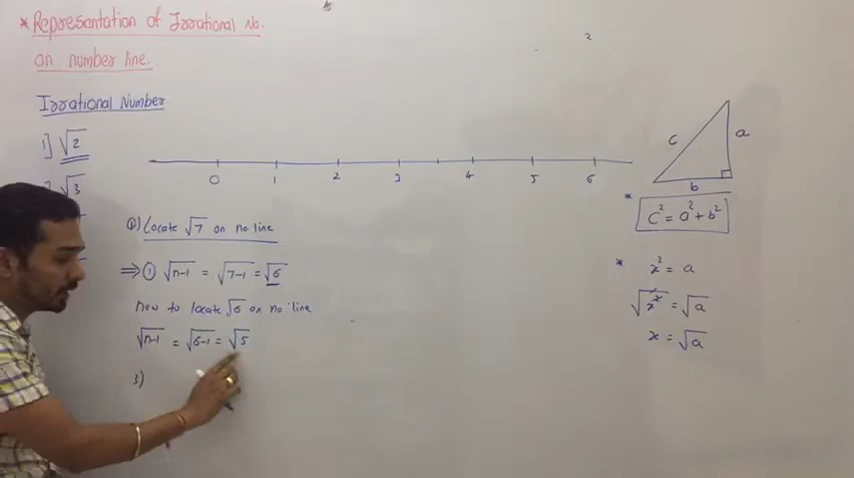 *Representation of Irrational No.
on number line.
Irrational Number
1] √2
] √3
0 1 2 3 4 5 6
Q) Locate √7 on no line
⇒ ① √n-1 = √7-1 = √6
now to locate √6 on no line
√n-1 = √6-1 = √5
3)
c a
b
* c² = a² + b²
* x² = a
√x² = √a
x = √a